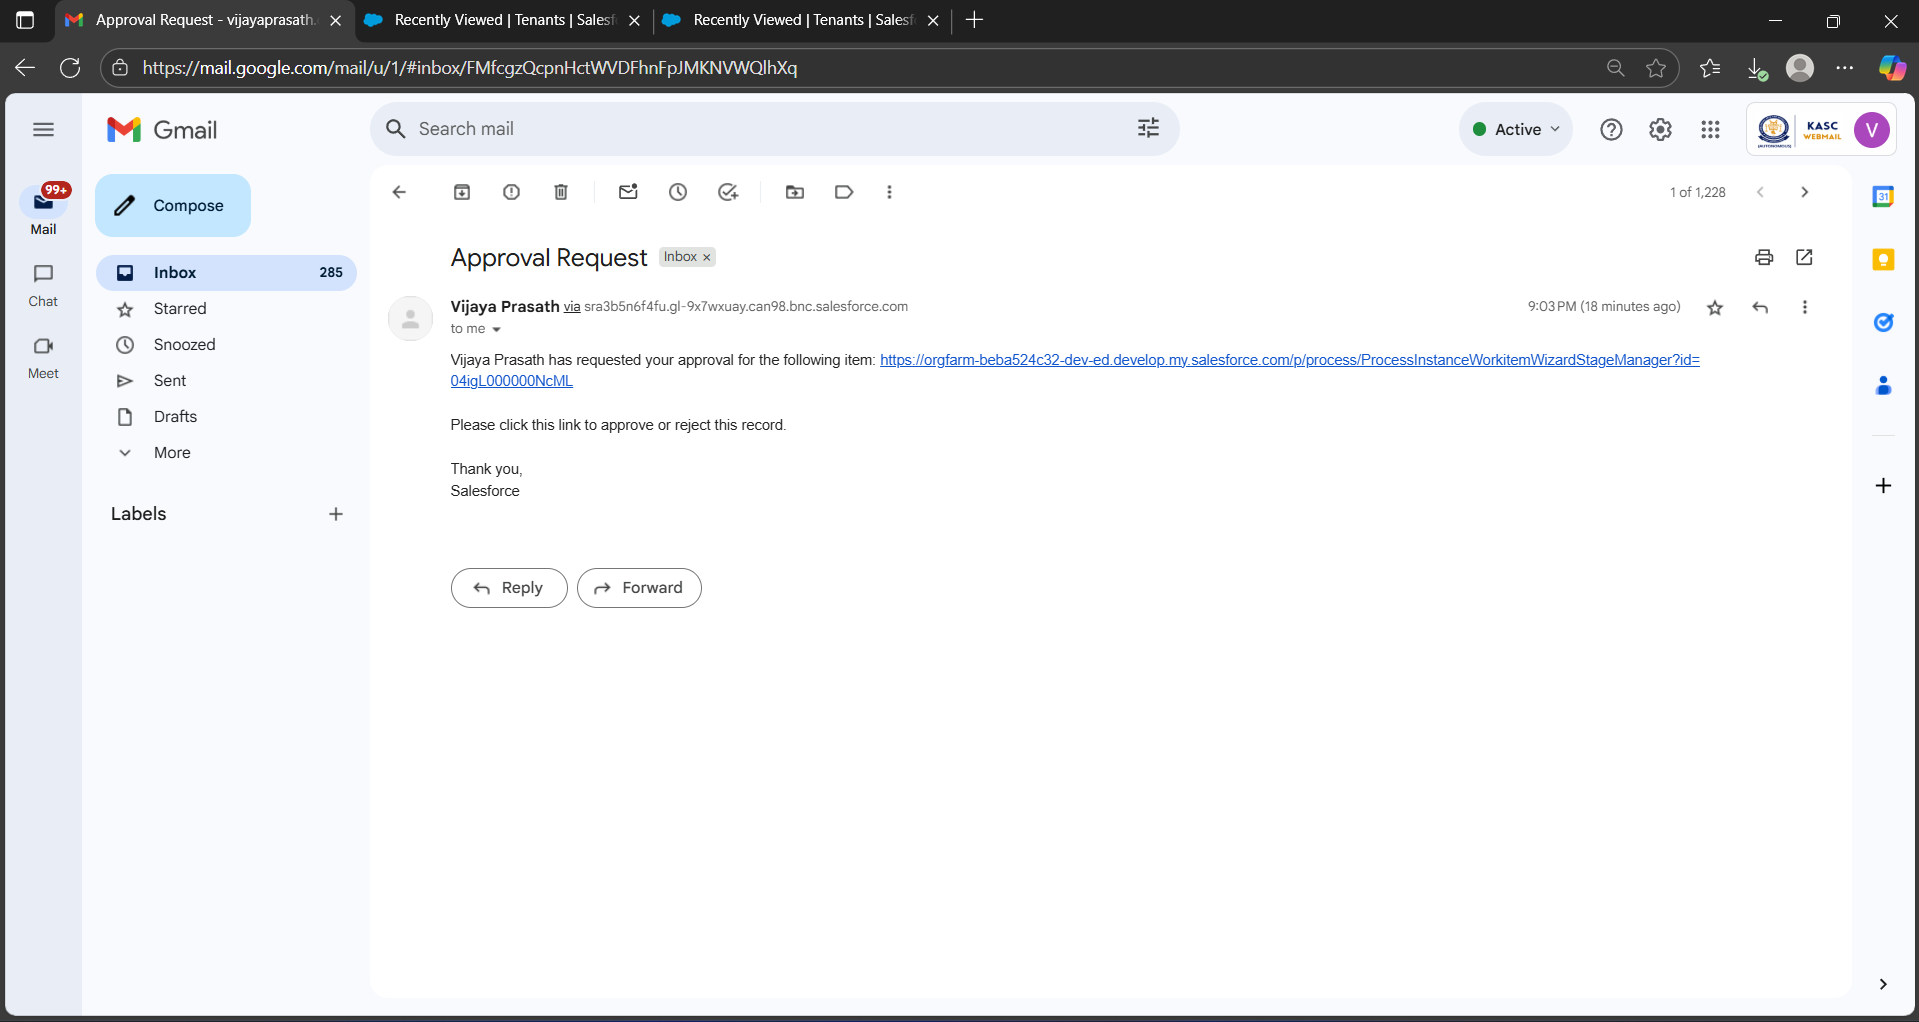 Approval Request - vijayaprasath.
Recently Viewed | Tenants | Salesf
Recently Viewed | Tenants | Salesf
https://mail.google.com/mail/u/1/#inbox/FMfcgzQcpnHctWVDFhnFpJMKNVWQlhXq
Gmail
Search mail
Active
KASC
WEBMAIL
V
99+
Mail
Chat
Meet
Compose
Inbox 285
Starred
Snoozed
Sent
Drafts
More
Labels
1 of 1,228
31
Approval Request Inbox ×
Vijaya Prasath via sra3b5n6f4fu.gl-9x7wxuay.can98.bnc.salesforce.com
9:03 PM (18 minutes ago)
to me
Vijaya Prasath has requested your approval for the following item: https://orgfarm-beba524c32-dev-ed.develop.my.salesforce.com/p/process/ProcessInstanceWorkitemWizardStageManager?id=
04igL000000NcML
Please click this link to approve or reject this record.
Thank you,
Salesforce
Reply
Forward